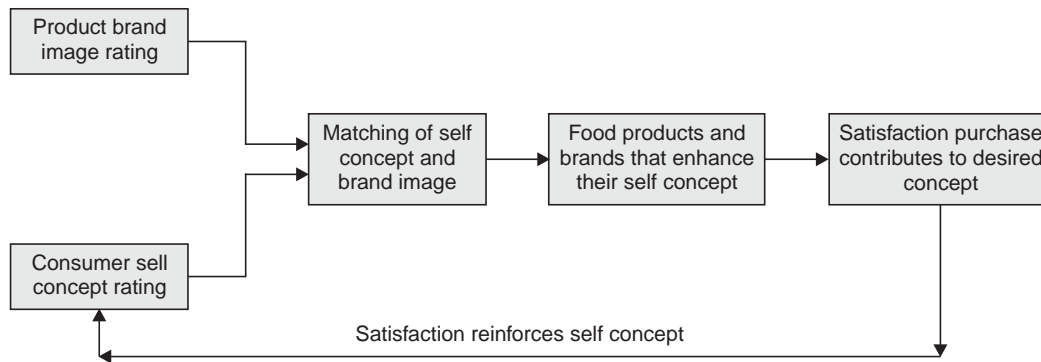 Product brand
image rating
Matching of self
concept and
brand image
Food products and
brands that enhance
their self concept
Satisfaction purchase
contributes to desired
concept
Consumer sell
concept rating
Satisfaction reinforces self concept